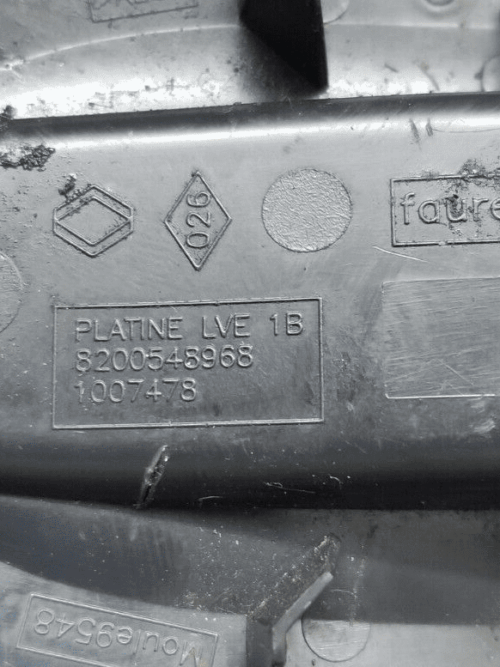 026
faure
PLATINE LVE 1B
8200548968
1007478
Moule9548